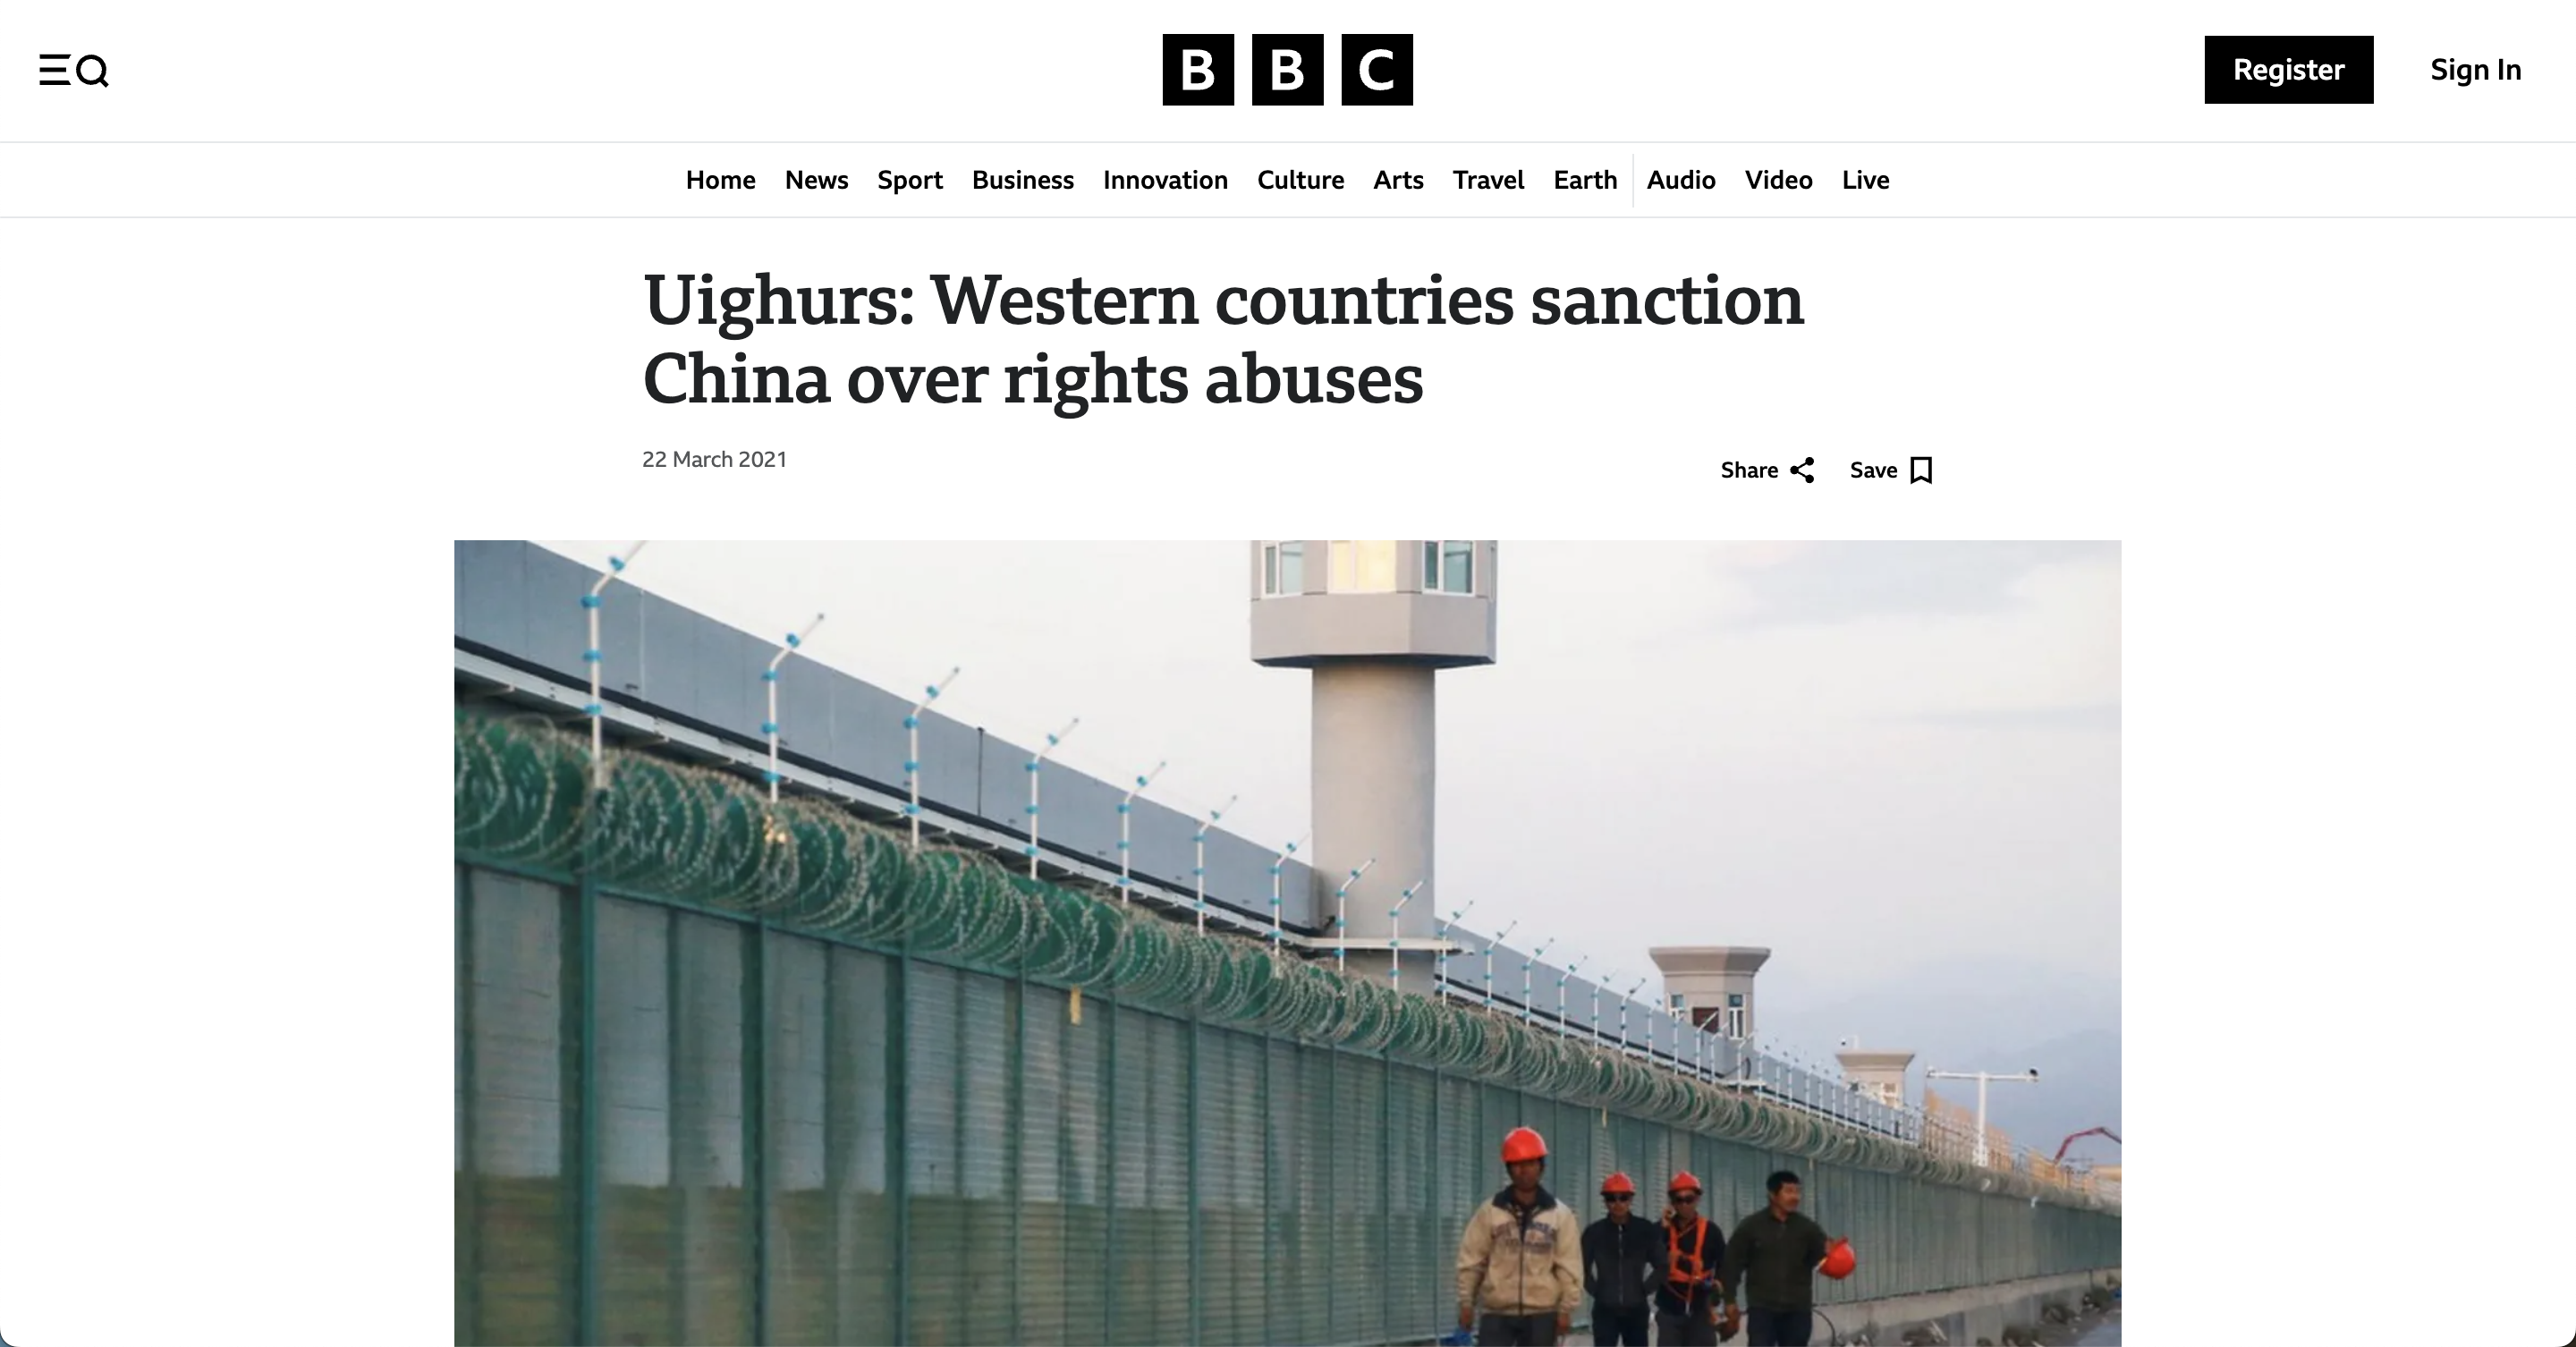 BBC
Register
Sign In
Home News Sport Business Innovation Culture Arts Travel Earth Audio Video Live
Uighurs: Western countries sanction
China over rights abuses
22 March 2021
Share
Save